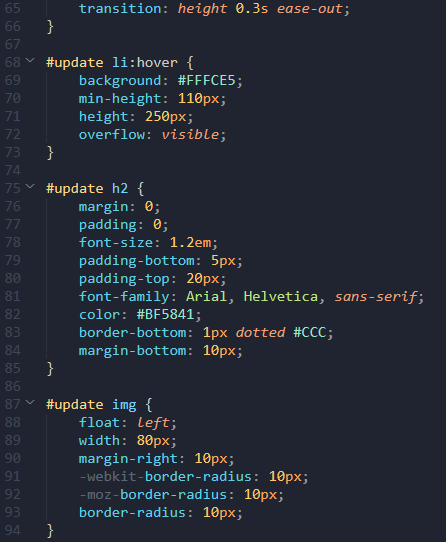 65 transition: height 0.3s ease-out;
66 }
67
68 #update li:hover {
69 background: #FFFCE5;
70 min-height: 110px;
71 height: 250px;
72 overflow: visible;
73 }
74
75 #update h2 {
76 margin: 0;
77 padding: 0;
78 font-size: 1.2em;
79 padding-bottom: 5px;
80 padding-top: 20px;
81 font-family: Arial, Helvetica, sans-serif;
82 color: #BF5841;
83 border-bottom: 1px dotted #CCC;
84 margin-bottom: 10px;
85 }
86
87 #update img {
88 float: left;
89 width: 80px;
90 margin-right: 10px;
91 -webkit-border-radius: 10px;
92 -moz-border-radius: 10px;
93 border-radius: 10px;
94 }